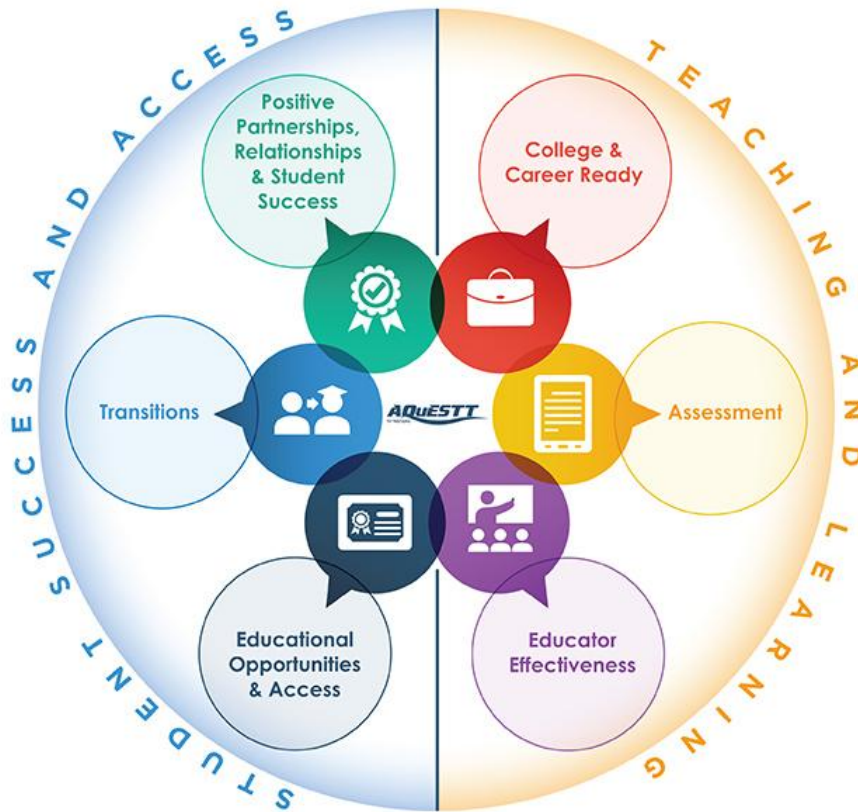 STUDENT SUCCESS AND ACCESS
TEACHING AND LEARNING
Positive
Partnerships,
Relationships
& Student
Success
College &
Career Ready
Transitions
AQuESTT
Assessment
Educational
Opportunities
& Access
Educator
Effectiveness